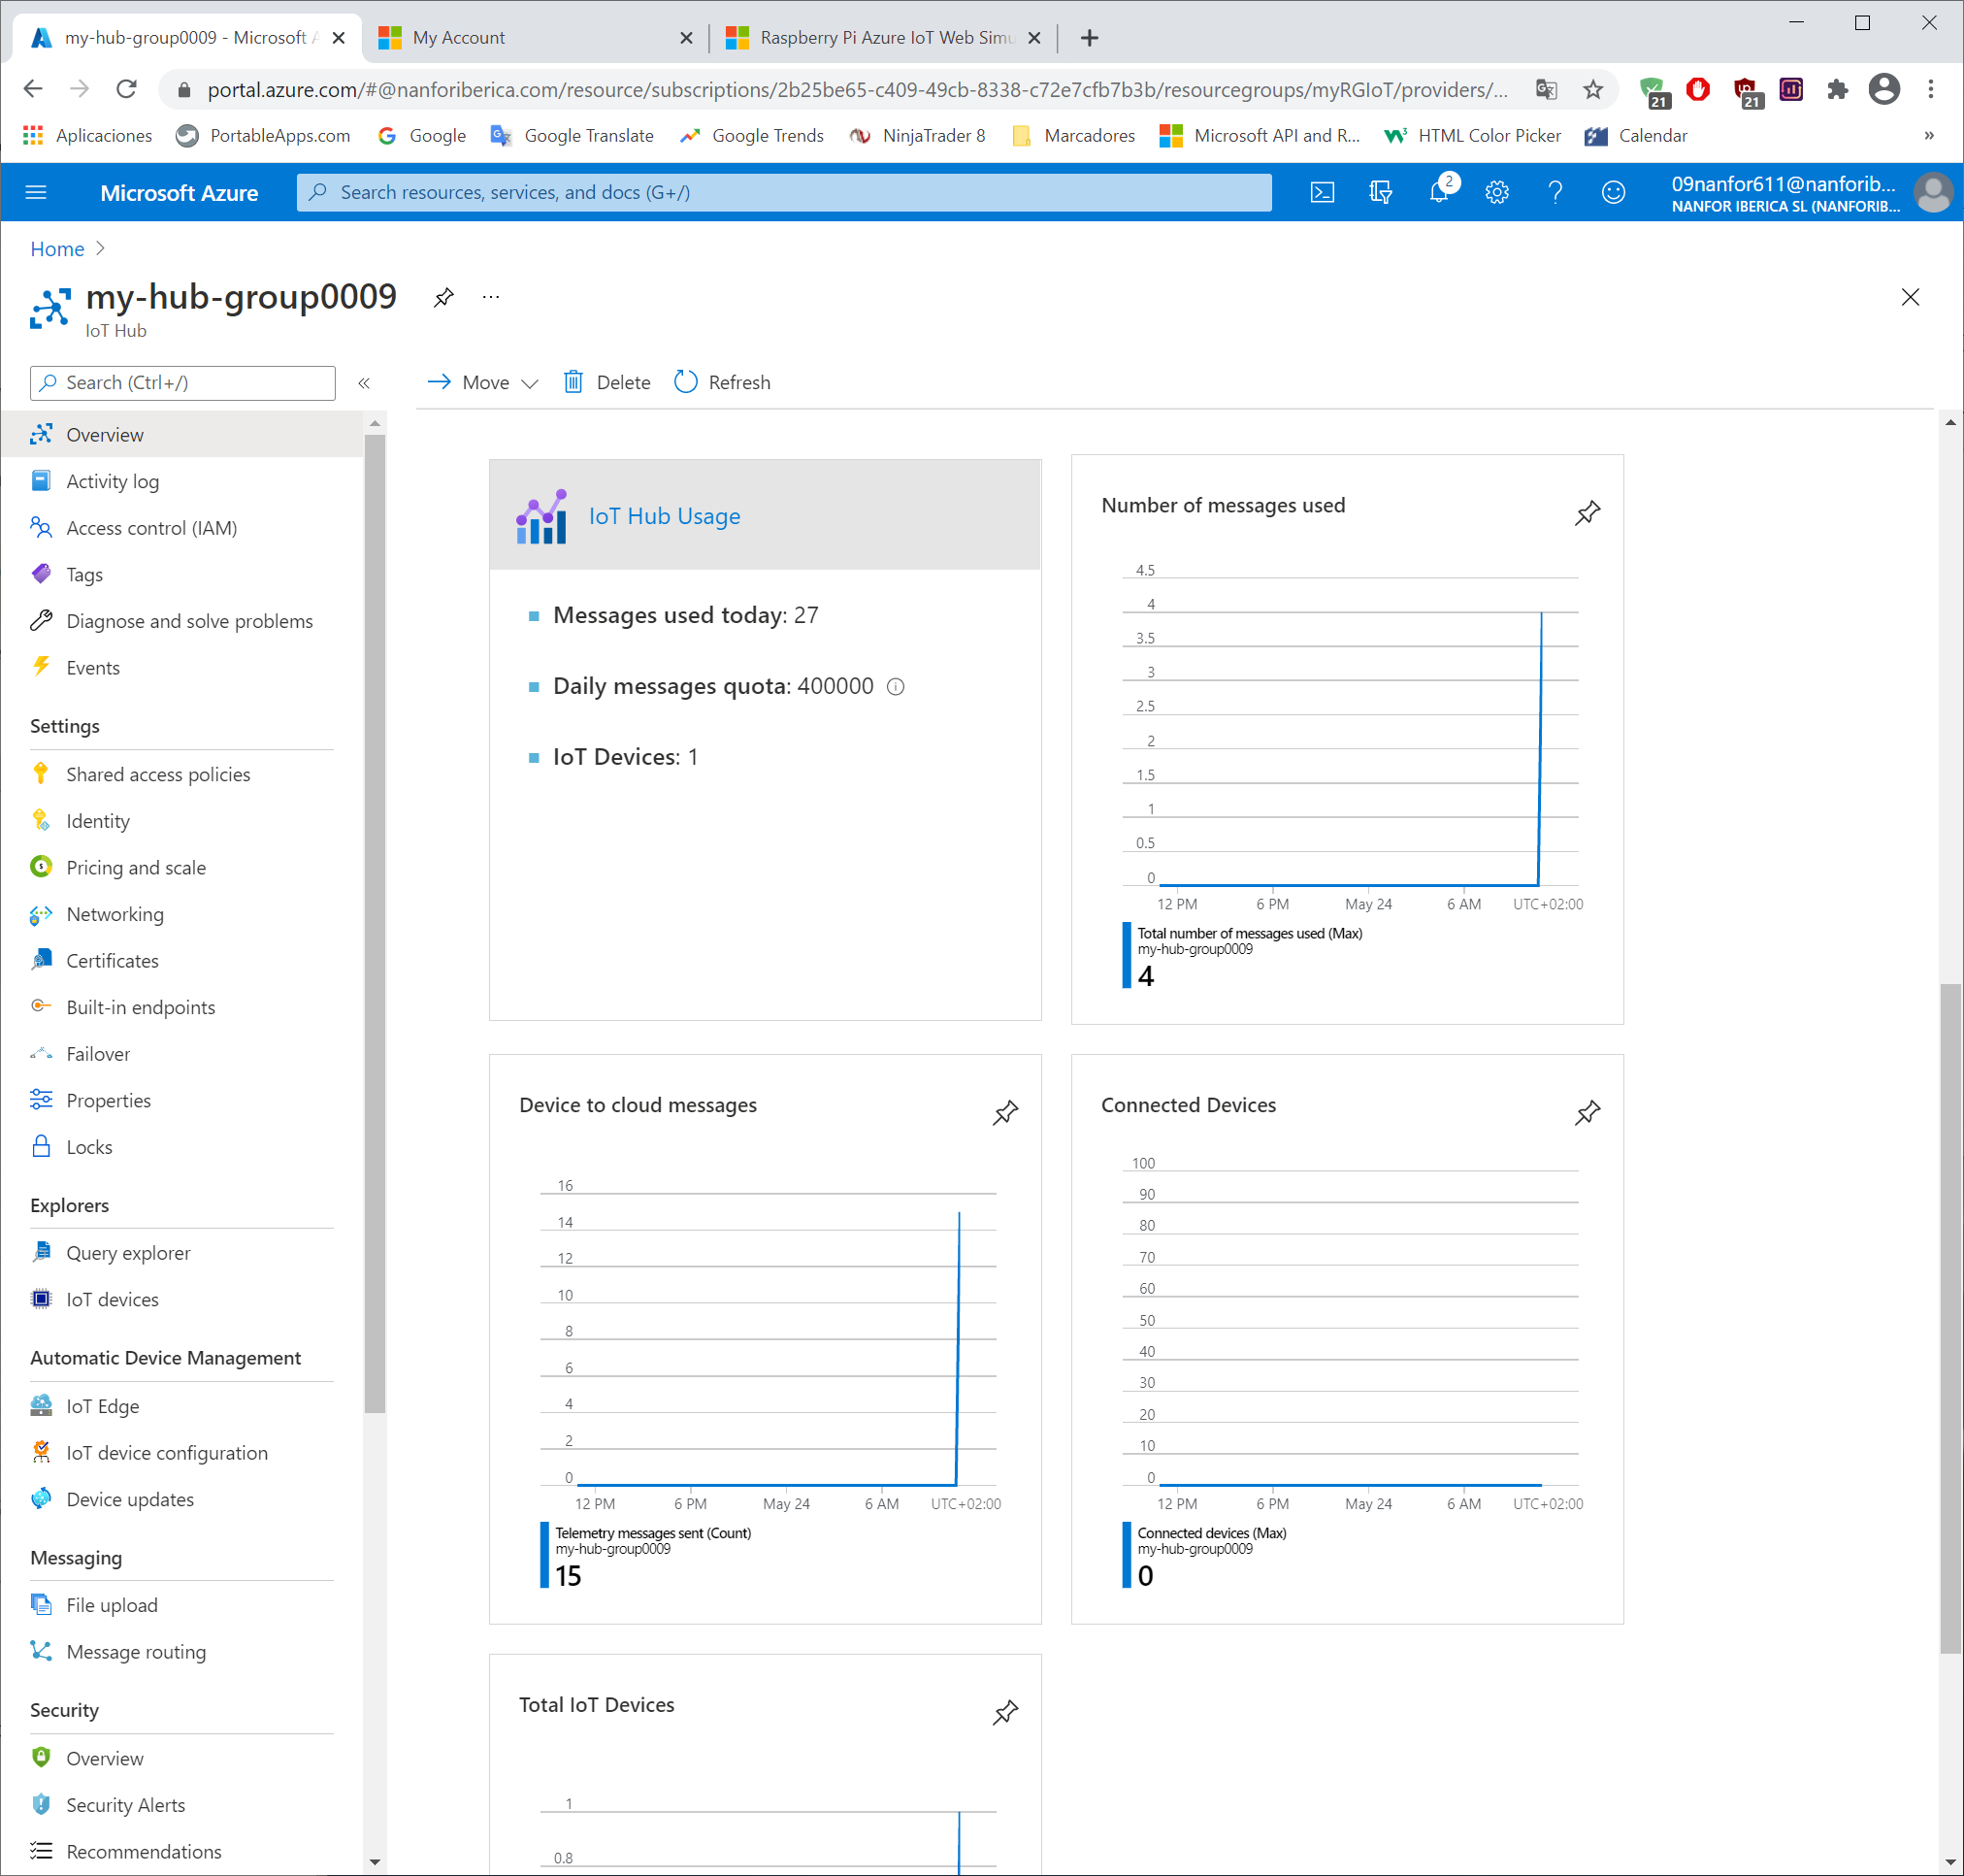 my-hub-group0009 - Microsoft A
My Account
Raspberry Pi Azure IoT Web Simu
portal.azure.com/#@nanforiberica.com/resource/subscriptions/2b25be65-c409-49cb-8338-c72e7cfb7b3b/resourcegroups/myRGIoT/providers/...
21
21
Aplicaciones
PortableApps.com
Google
Google Translate
Google Trends
NinjaTrader 8
Marcadores
Microsoft API and R...
HTML Color Picker
Calendar
»
Microsoft Azure
Search resources, services, and docs (G+/)
2
09nanfor611@nanforib...
NANFOR IBERICA SL (NANFORIB...
Home
my-hub-group0009
...
IoT Hub
Search (Ctrl+/)
«
Move
Delete
Refresh
Overview
Activity log
Access control (IAM)
Tags
Diagnose and solve problems
Events
Settings
Shared access policies
Identity
Pricing and scale
Networking
Certificates
Built-in endpoints
Failover
Properties
Locks
Explorers
Query explorer
IoT devices
Automatic Device Management
IoT Edge
IoT device configuration
Device updates
Messaging
File upload
Message routing
Security
Overview
Security Alerts
Recommendations
IoT Hub Usage
Messages used today: 27
Daily messages quota: 400000
IoT Devices: 1
Number of messages used
4.5
4
3.5
3
2.5
2
1.5
1
0.5
0
12 PM
6 PM
May 24
6 AM
UTC+02:00
Total number of messages used (Max)
my-hub-group0009
4
Device to cloud messages
16
14
12
10
8
6
4
2
0
12 PM
6 PM
May 24
6 AM
UTC+02:00
Telemetry messages sent (Count)
my-hub-group0009
15
Connected Devices
100
90
80
70
60
50
40
30
20
10
0
12 PM
6 PM
May 24
6 AM
UTC+02:00
Connected devices (Max)
my-hub-group0009
0
Total IoT Devices
1
0.8